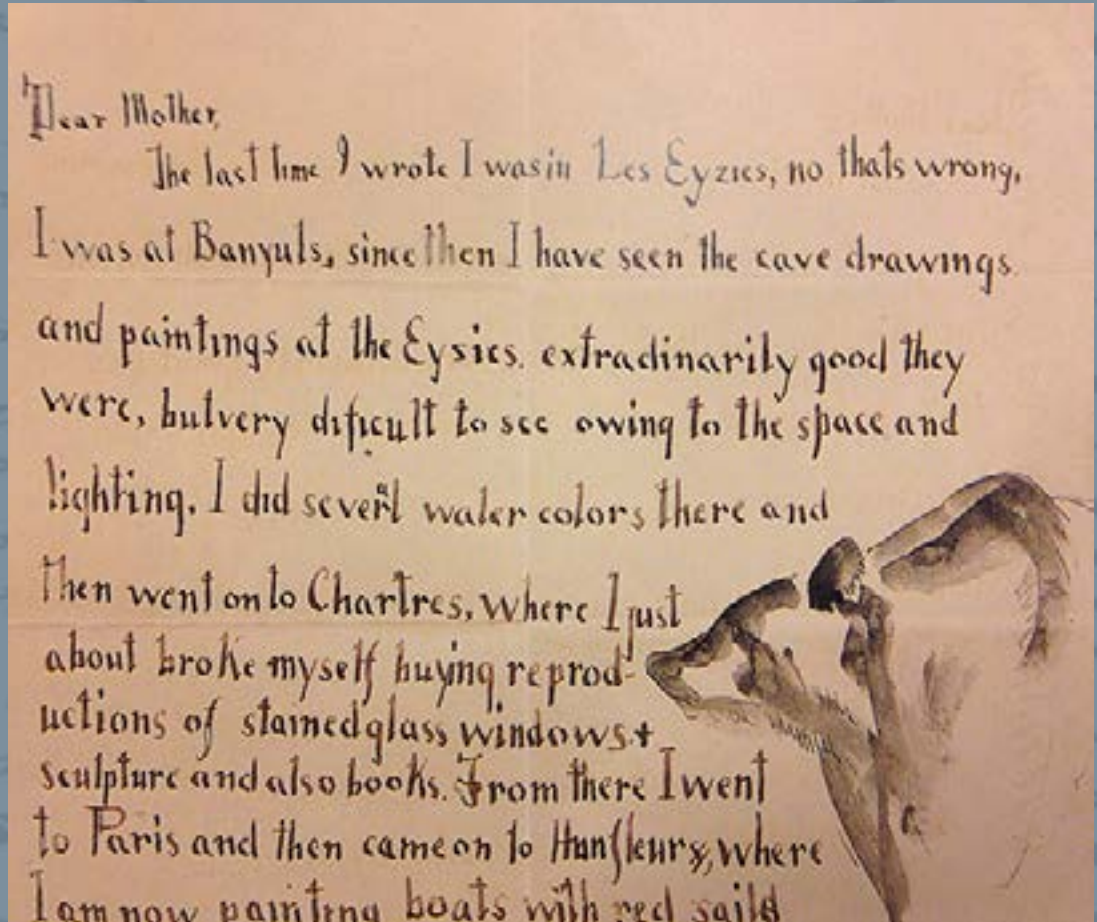 Dear Mother,
The last time I wrote I was in Les Eyzies, no thats wrong,
I was at Banyuls, since then I have seen the cave drawings
and paintings at the Eysies. extradinarily good they
were, but very dificult to see owing to the space and
lighting. I did severl water colors there and
then went on to Chartres, where I just
about broke myself buying reprod-
uctions of stained glass windows +
sculpture and also books. From there I went
to Paris and then came on to where
I am now painting boats with red sails